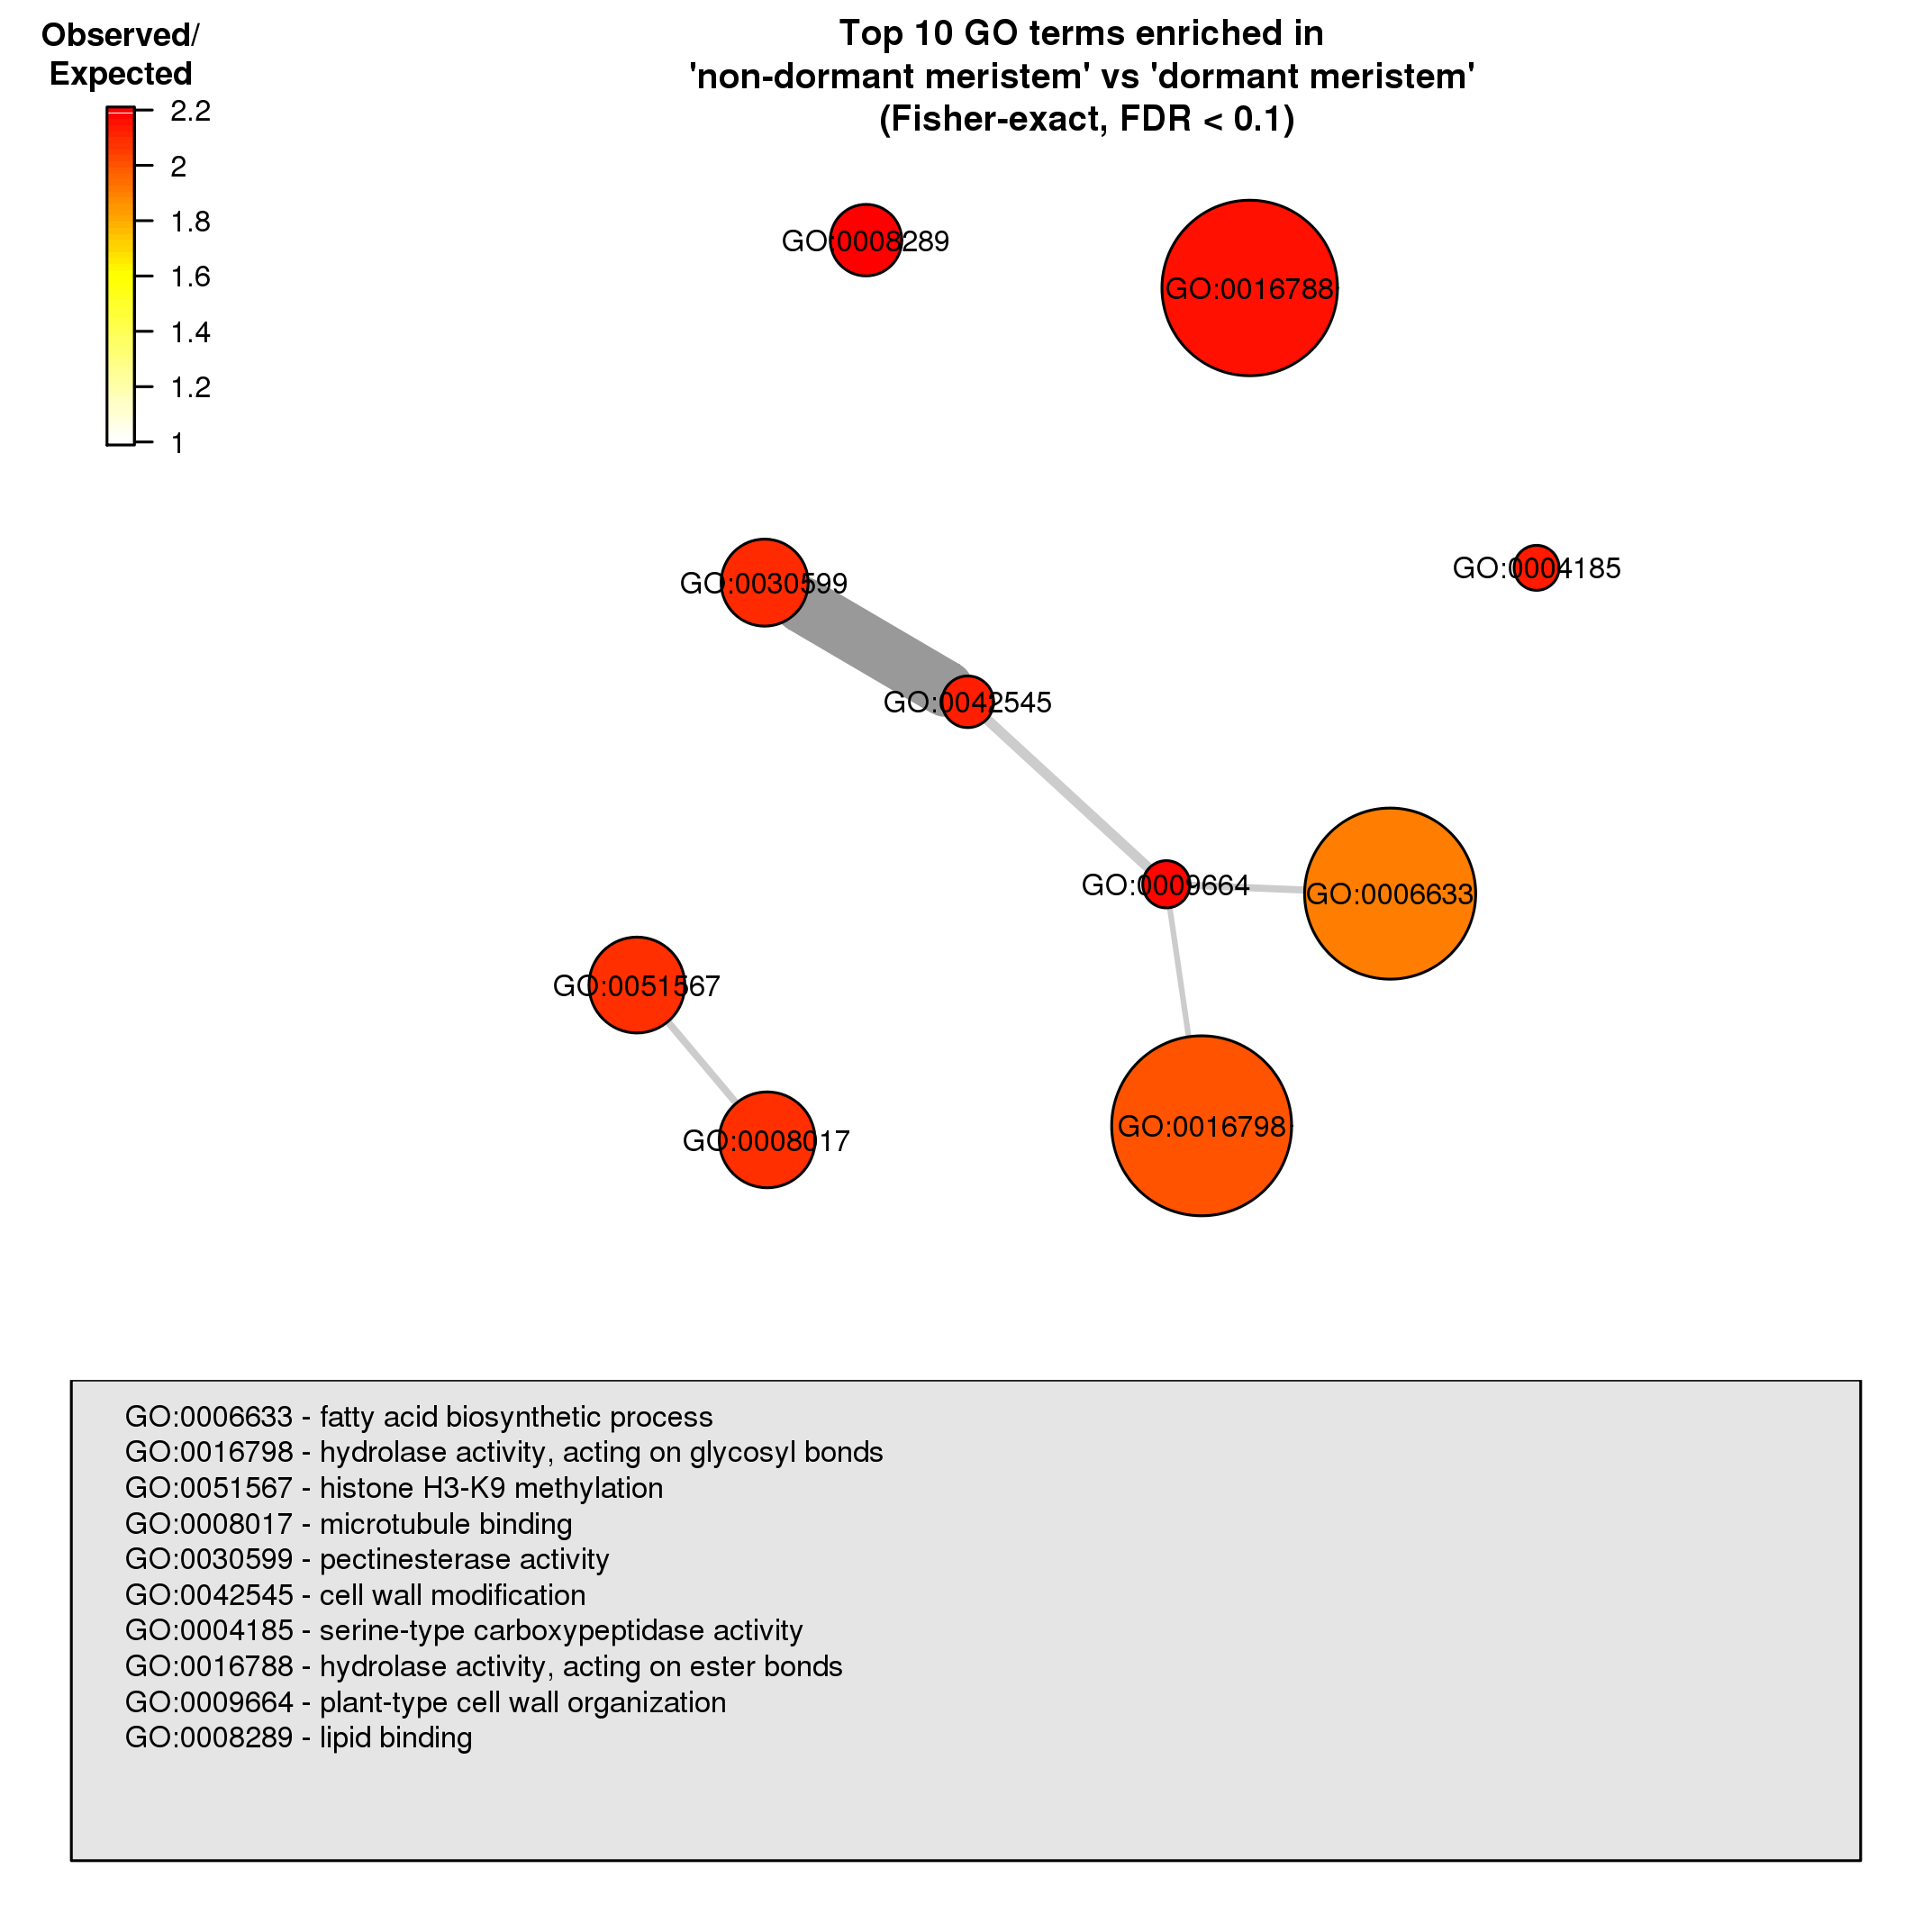 Observed/
Expected
2.2
2
1.8
1.6
1.4
1.2
1
Top 10 GO terms enriched in
'non-dormant meristem' vs 'dormant meristem'
(Fisher-exact, FDR < 0.1)
GO:0008289
GO:0016788
GO:0004185
GO:0030599
GO:0042545
GO:0009664
GO:0006633
GO:0051567
GO:0016798
GO:0008017
GO:0006633 - fatty acid biosynthetic process
GO:0016798 - hydrolase activity, acting on glycosyl bonds
GO:0051567 - histone H3-K9 methylation
GO:0008017 - microtubule binding
GO:0030599 - pectinesterase activity
GO:0042545 - cell wall modification
GO:0004185 - serine-type carboxypeptidase activity
GO:0016788 - hydrolase activity, acting on ester bonds
GO:0009664 - plant-type cell wall organization
GO:0008289 - lipid binding